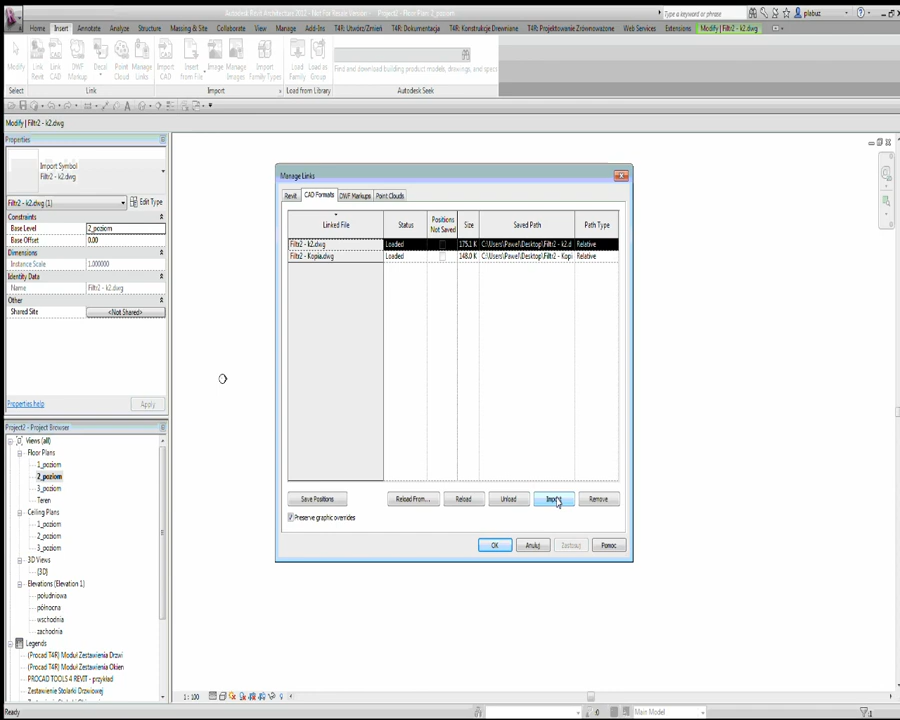 Autodesk Revit Architecture 2012 - Not For Resale Version - Project2 - Floor Plan: 2_poziom
Type a keyword or phrase
plabuz
Home Insert Annotate Analyze Structure Massing & Site Collaborate View Manage Add-Ins T4R: Utwórz/Zmień T4R: Dokumentacja T4R: Konstrukcje Drewniane T4R: Projektowanie Zrównoważone Web Services Extensions Modify | Filtr2 - k2.dwg
Modify
Link Revit
Link CAD
DWF Markup
Decal
Point Cloud
Manage Links
Import CAD
Insert from File
Image
Manage Images
Import Family Types
Load Family
Load as Group
Find and download building product models, drawings, and specs
Select Link Import Load from Library Autodesk Seek
Modify | Filtr2 - k2.dwg
Properties
Import Symbol
Filtr2 - k2.dwg
Filtr2 - k2.dwg (1) Edit Type
Constraints
Base Level 2_poziom
Base Offset 0.00
Dimensions
Instance Scale 1.000000
Identity Data
Name Filtr2 - k2.dwg
Other
Shared Site <Not Shared>
Properties help Apply
Project2 - Project Browser
Views (all)
Floor Plans
1_poziom
2_poziom
3_poziom
Teren
Ceiling Plans
1_poziom
2_poziom
3_poziom
3D Views
{3D}
Elevations (Elevation 1)
południowa
północna
wschodnia
zachodnia
Legends
(Procad T4R) Moduł Zestawienia Drzwi
(Procad T4R) Moduł Zestawienia Okien
PROCAD TOOLS 4 REVIT - przykład
Zestawienie Stolarki Drzwiowej
Manage Links
Revit CAD Formats DWF Markups Point Clouds
Linked File Status Positions Not Saved Size Saved Path Path Type
Filtr2 - k2.dwg Loaded 175.1 K C:\Users\Pawel\Desktop\Filtr2 - k2.d Relative
Filtr2 - Kopia.dwg Loaded 148.0 K C:\Users\Pawel\Desktop\Filtr2 - Kopi Relative
Save Positions Reload From... Reload Unload Import Remove
Preserve graphic overrides
OK Anuluj Zastosuj Pomoc
1 : 100
Ready
:0
Main Model
:1